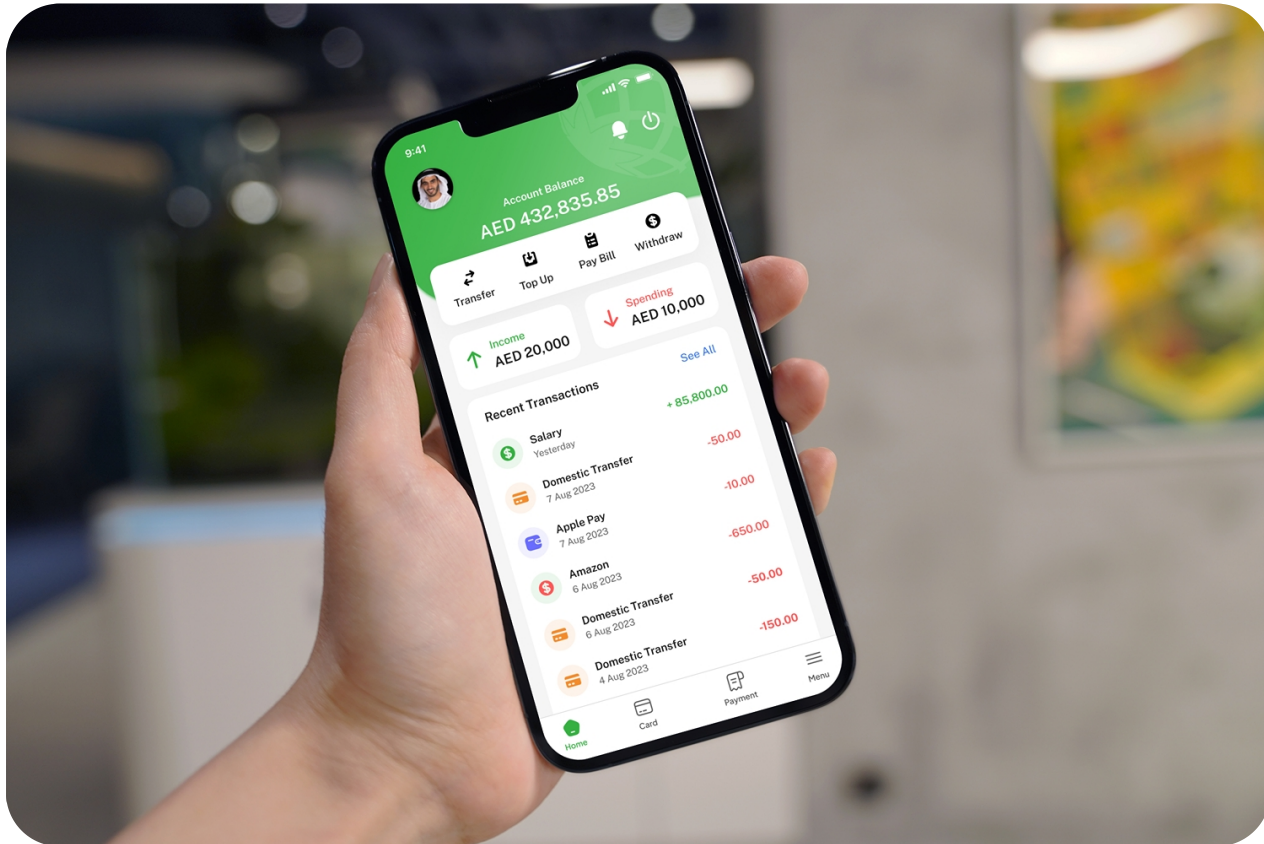 9:41
Account Balance
AED 432,835.85
Transfer
Top Up
Pay Bill
Withdraw
Income
AED 20,000
Spending
AED 10,000
Recent Transactions
See All
Salary
Yesterday
+ 85.800.00
Domestic Transfer
7 Aug 2023
-50.00
Apple Pay
7 Aug 2023
-10.00
Amazon
6 Aug 2023
-650.00
Domestic Transfer
6 Aug 2023
-50.00
Domestic Transfer
4 Aug 2023
-150.00
Home
Card
Payment
Menu